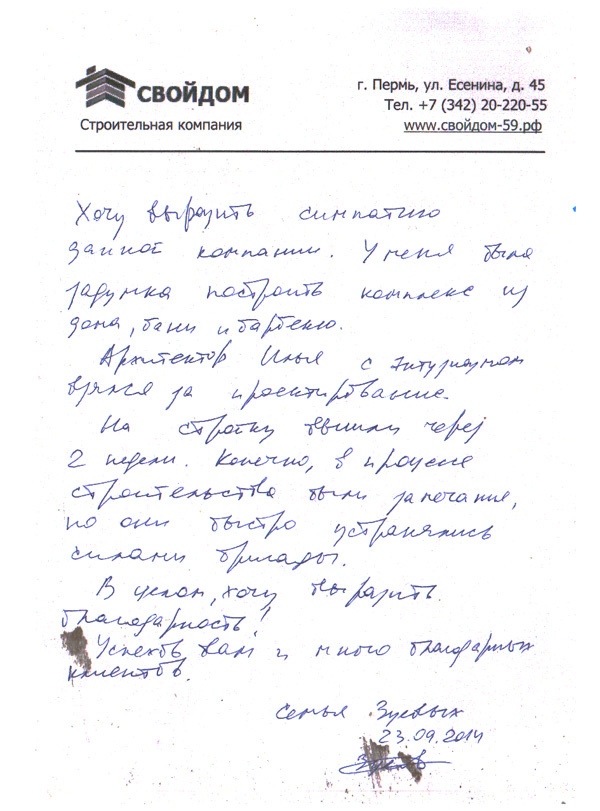 СВОЙДОМ
Строительная компания
г. Пермь, ул. Есенина, д. 45
Тел. +7 (342) 20-220-55
www.свойдом-59.рф
Хочу выразить симпатию
данной компании. У меня была
задумка построить комплекс из
дома, бани и барбекю.
Архитектор Илья с энтузиазмом
взялся за проектирование.
На стройку вышли через
2 недели. Конечно, в процессе
строительства были замечания,
но они быстро устранялись
силами бригады.
В целом, хочу выразить
благодарность!
Успехов вам и много благодарных
клиентов.
Семья Зуевых
23.09.2014